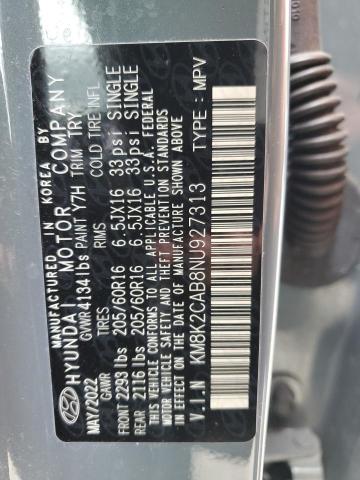 MANUFACTURED IN KOREA BY
HYUNDAI MOTOR COMPANY
MAY/2022 GVWR 4134 lbs PAINT Y7H TRIM TRY
GAWR TIRES RIMS COLD TIRE INFL
FRONT 2293 lbs 205/60R16 6.5JX16 33psi SINGLE
REAR 2116 lbs 205/60R16 6.5JX16 33psi SINGLE
THIS VEHICLE CONFORMS TO ALL APPLICABLE U.S.A. FEDERAL
MOTOR VEHICLE SAFETY STANDARDS IN EFFECT ON THE
DATE OF MANUFACTURE SHOWN ABOVE
V.I.N KM8K2CAB8NU927313 TYPE : MPV